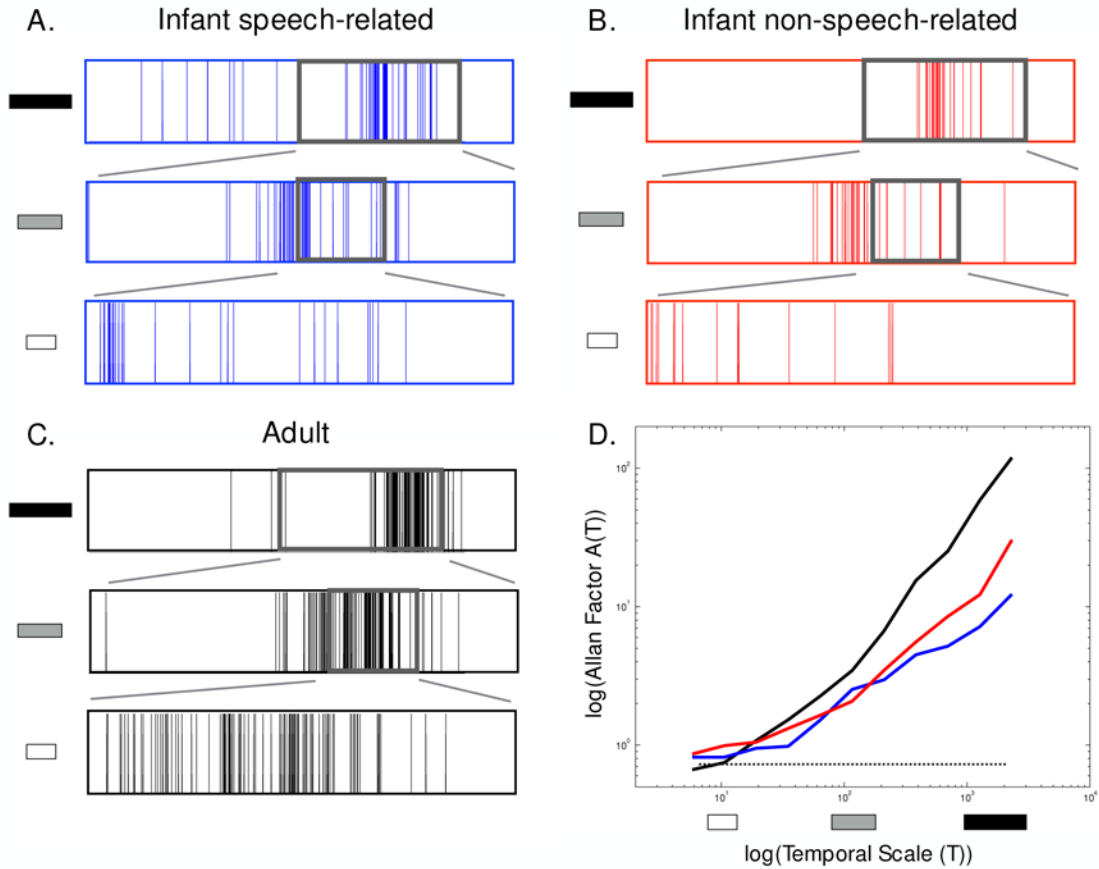 A.
Infant speech-related
B.
Infant non-speech-related
C.
Adult
D.
log(Allan Factor A(T))
10²
10¹
10⁰
10¹
10²
10³
10⁴
log(Temporal Scale (T))